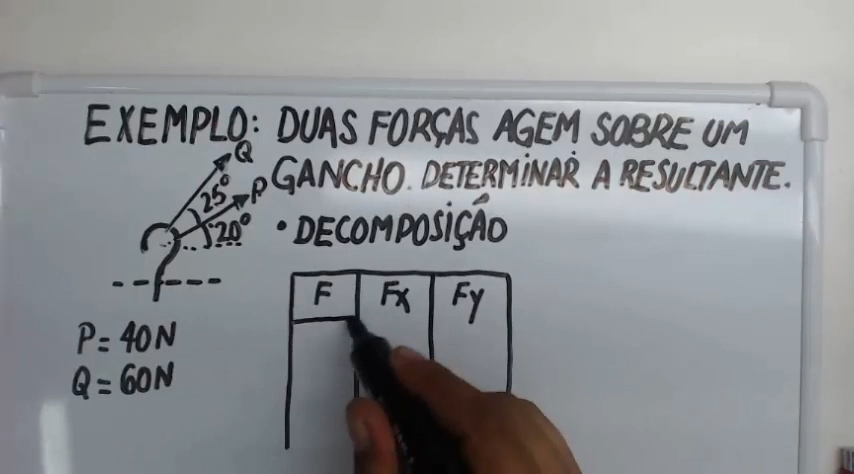 EXEMPLO: DUAS FORÇAS AGEM SOBRE UM
GANCHO. DETERMINAR A RESULTANTE.
Q
25°
P
20°
• DECOMPOSIÇÃO
F Fx Fy
P = 40N
Q = 60N